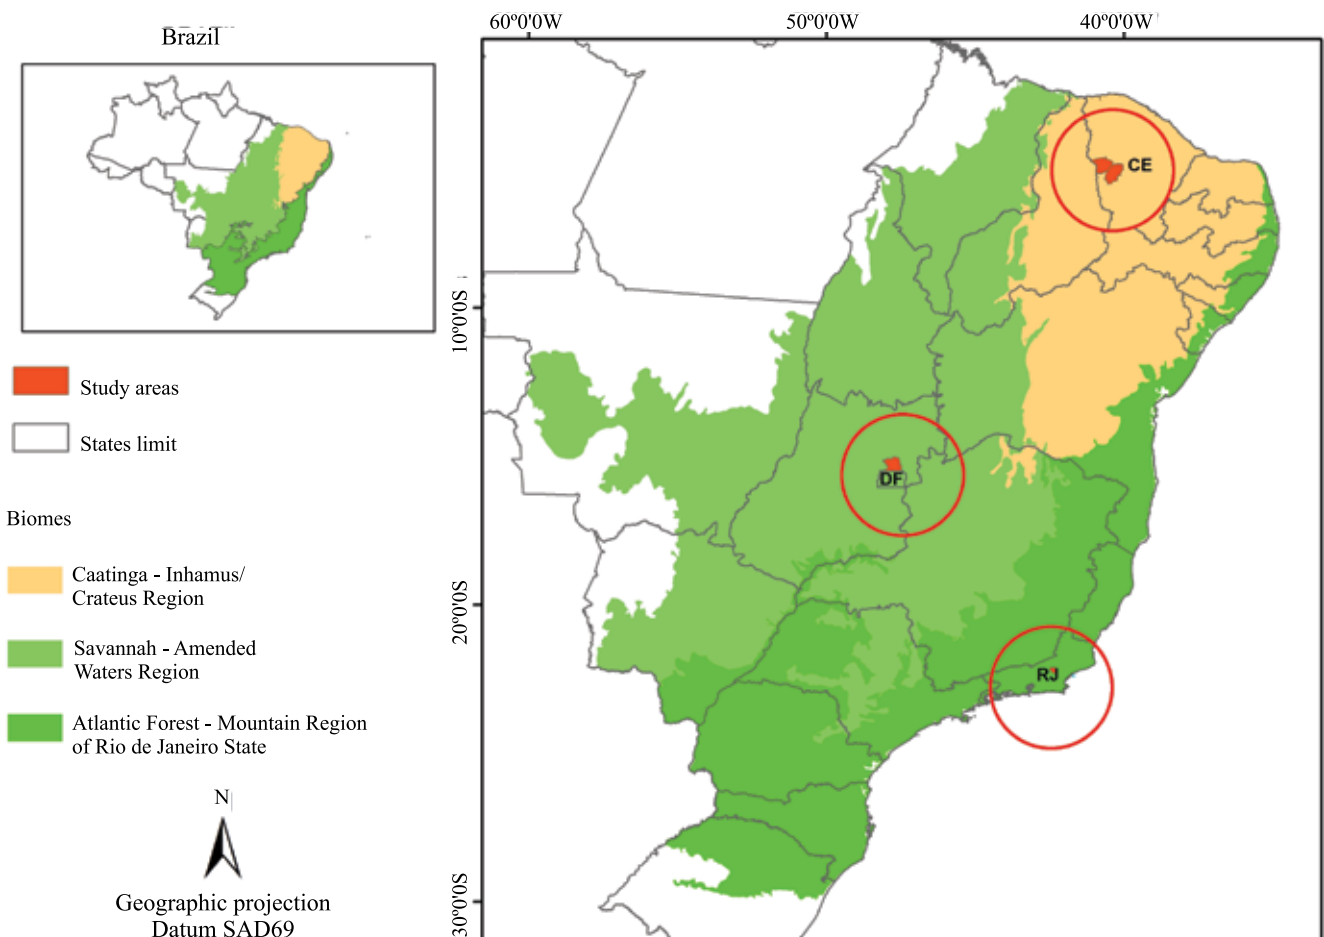 Brazil
Study areas
States limit
Biomes
Caatinga - Inhamus/
Crateus Region
Savannah - Amended
Waters Region
Atlantic Forest - Mountain Region
of Rio de Janeiro State
N
Geographic projection
Datum SAD69
60º0'0W 50º0'0W 40º0'0W
10º0'0S
20º0'0S
30º0'0S
CE
DF
RJ